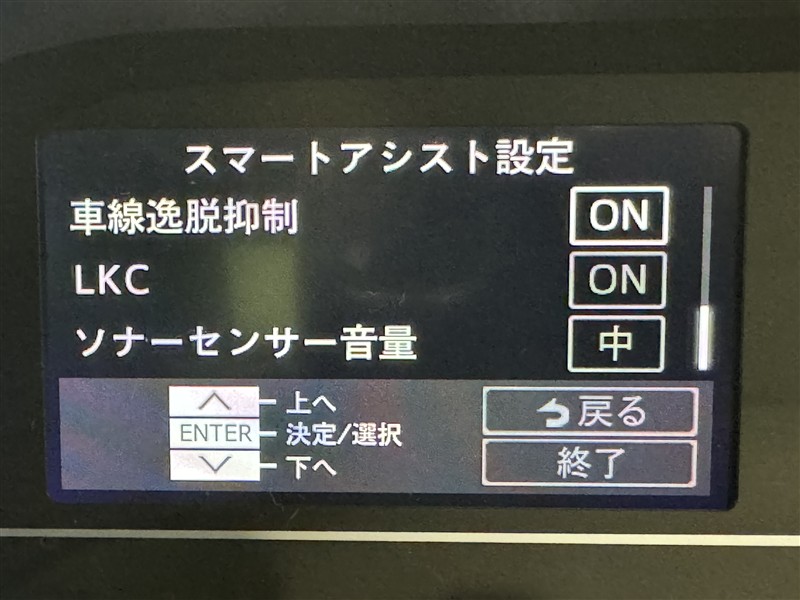 スマートアシスト設定
車線逸脱抑制 ON
LKC ON
ソナーセンサー音量 中
上へ
ENTER 決定/選択
下へ
戻る
終了